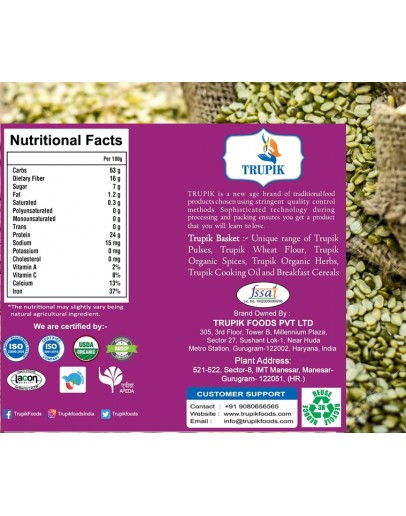 Nutritional Facts
Per 100g
Carbs 63 g
Dietary Fiber 16 g
Sugar 7 g
Fat 1.2 g
Saturated 0.3 g
Polyunsaturated 0 g
Monounsaturated 0 g
Trans 0 g
Protein 24 g
Sodium 15 mg
Potassium 0 mg
Cholesterol 0 mg
Vitamin A 2%
Vitamin C 8%
Calcium 13%
Iron 37%
*The nutritional may slightly vary being
natural agricultural ingredient.
We are certified by:-
ISO
ISO
USDA
ORGANIC
lacon
APEDA
TrupikFoods
TrupikFoodsIndia
TrupikFoods
TRUPIK
TRUPIK is a new age brand of traditional food
products chosen using stringent quality control
methods. Sophisticated technology during
processing and packing ensures you get a product
that you will learn to love.
Trupik Basket :- Unique range of Trupik
Pulses, Trupik Wheat Flour, Trupik
Organic Spices, Trupik Organic Herbs,
Trupik Cooking Oil and Breakfast Cereals
fssai
Brand Owned By :
TRUPIK FOODS PVT LTD
305, 3rd Floor, Tower B, Millennium Plaza,
Sector 27, Sushant Lok-1, Near Huda
Metro Station, Gurugram-122002, Haryana, India
Plant Address:
521-522, Sector-8, IMT Manesar, Manesar-
Gurugram- 122051, (HR.)
CUSTOMER SUPPORT
Contact : +91 9080656565
Website : www.trupikfoods.com
Email : info@trupikfoods.com
REUSE
RECYCLE
3R